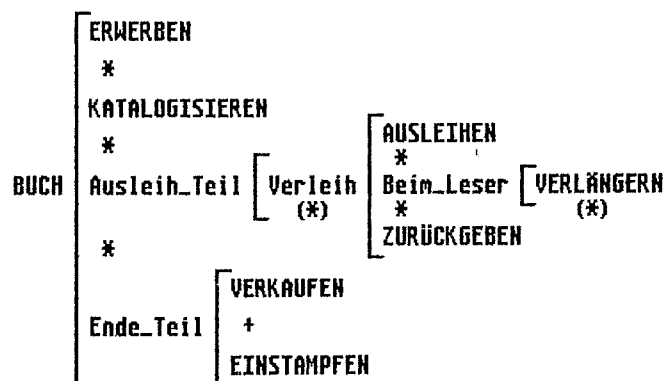 ERWERBEN
*
KATALOGISIEREN
* AUSLEIHEN
*
BUCH Ausleih_Teil Verleih Beim_Leser VERLÄNGERN
(*) * (*)
* ZURÜCKGEBEN
VERKAUFEN
Ende_Teil +
EINSTAMPFEN